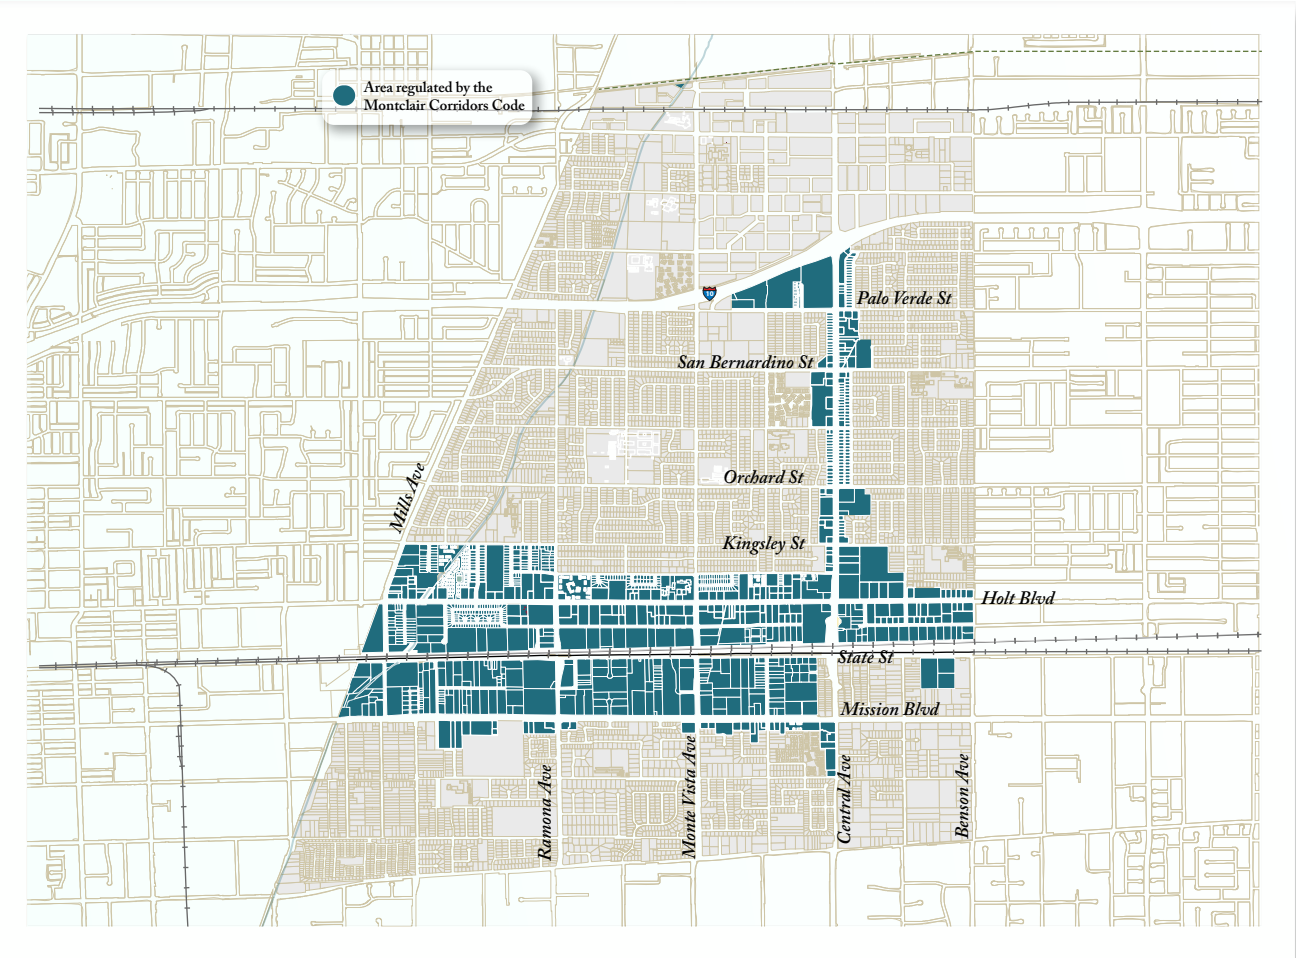 Area regulated by the
Montclair Corridors Code
10
Palo Verde St
San Bernardino St
Orchard St
Mills Ave
Kingsley St
Holt Blvd
State St
Mission Blvd
Ramona Ave
Monte Vista Ave
Central Ave
Benson Ave